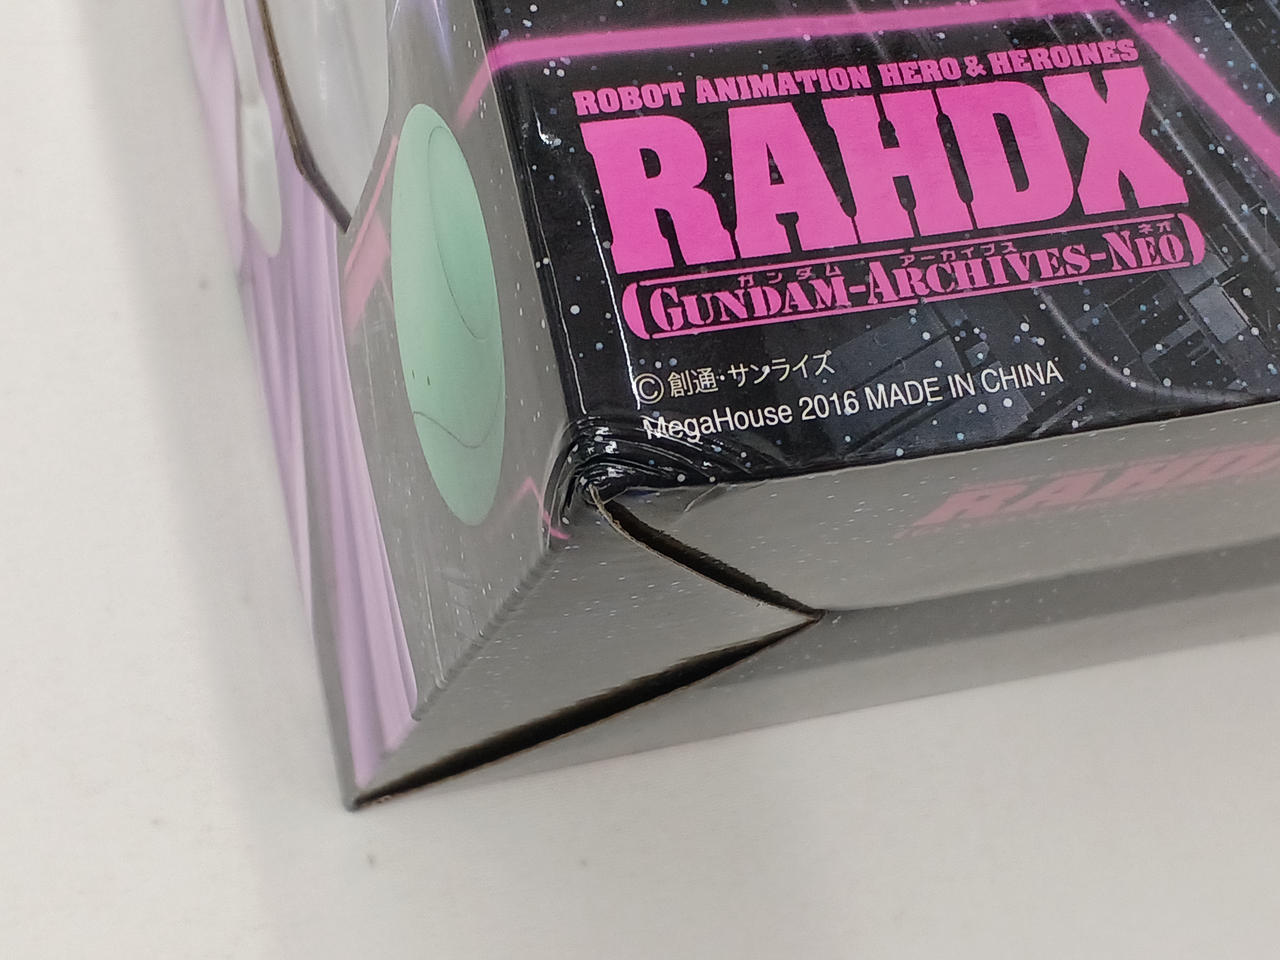 ROBOT ANIMATION HERO & HEROINES
RAHDX
ガンダム アーカイブス ネオ
(GUNDAM-ARCHIVES-NEO)
©創通・サンライズ
MegaHouse 2016 MADE IN CHINA
RAHDX